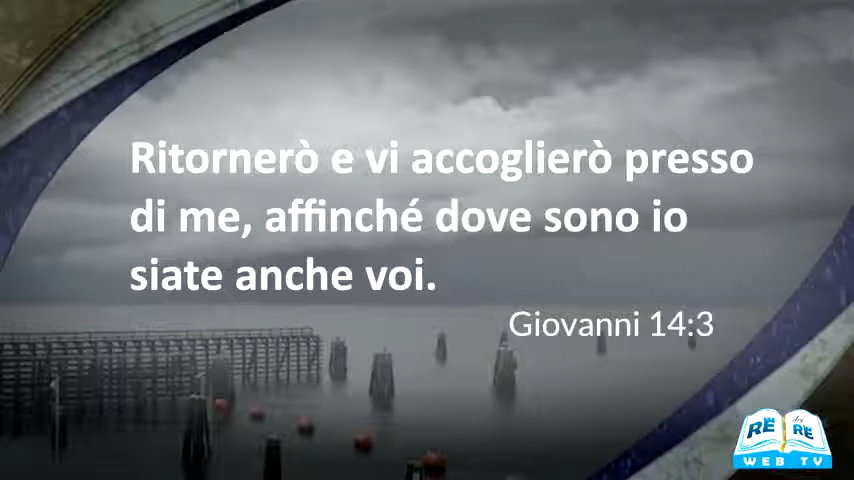 Ritornerò e vi accoglierò presso
di me, affinché dove sono io
siate anche voi.
Giovanni 14:3
RE dei RE
WEB TV